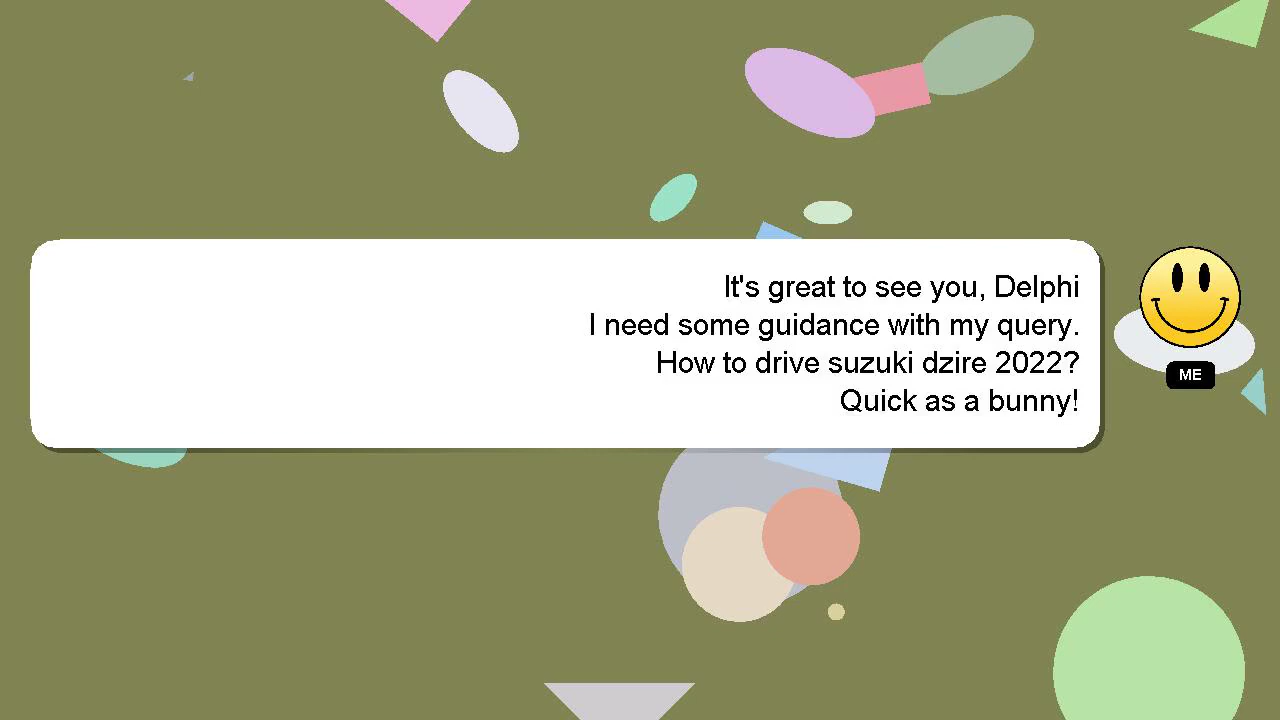 It's great to see you, Delphi
I need some guidance with my query.
How to drive suzuki dzire 2022?
Quick as a bunny!
ME